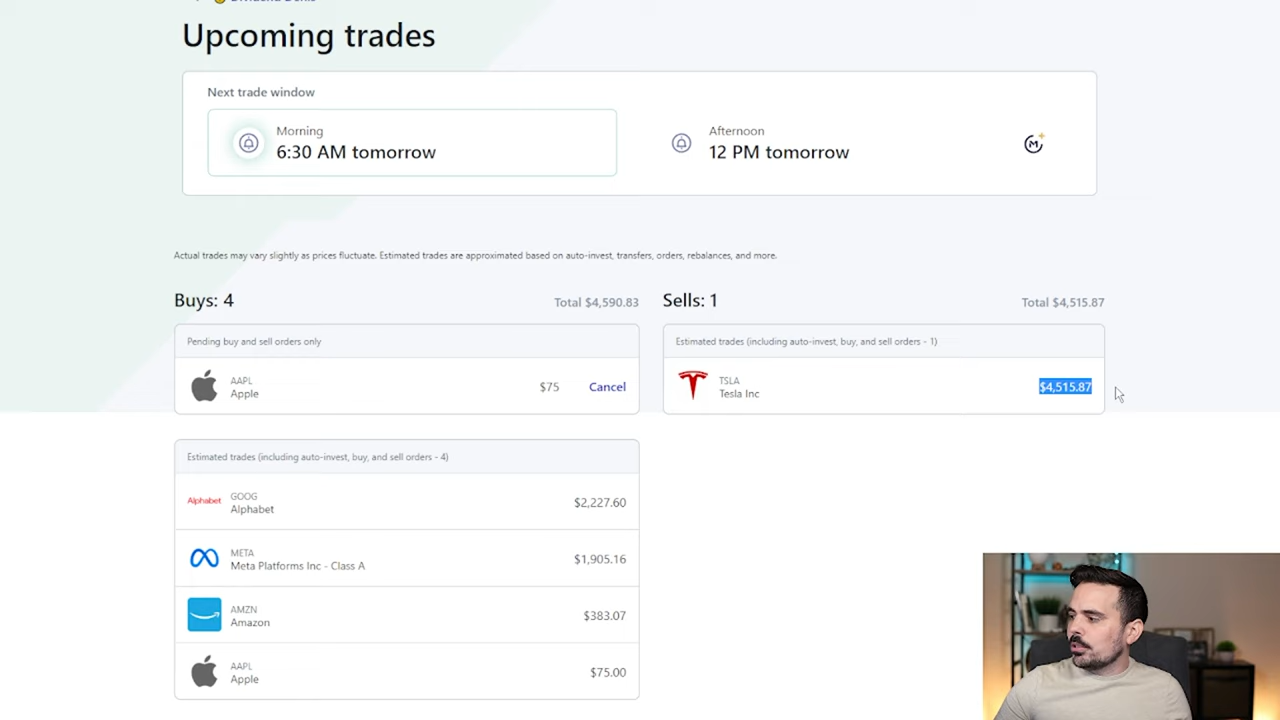 Dividend Denis
Upcoming trades
Next trade window
Morning
6:30 AM tomorrow
Afternoon
12 PM tomorrow
M
Actual trades may vary slightly as prices fluctuate. Estimated trades are approximated based on auto-invest, transfers, orders, rebalances, and more.
Buys: 4
Total $4,590.83
Pending buy and sell orders only
AAPL
Apple
$75
Cancel
Estimated trades (including auto-invest, buy, and sell orders - 4)
Alphabet
GOOG
Alphabet
$2,227.60
META
Meta Platforms Inc - Class A
$1,905.16
AMZN
Amazon
$383.07
AAPL
Apple
$75.00
Sells: 1
Total $4,515.87
Estimated trades (including auto-invest, buy, and sell orders - 1)
TSLA
Tesla Inc
$4,515.87